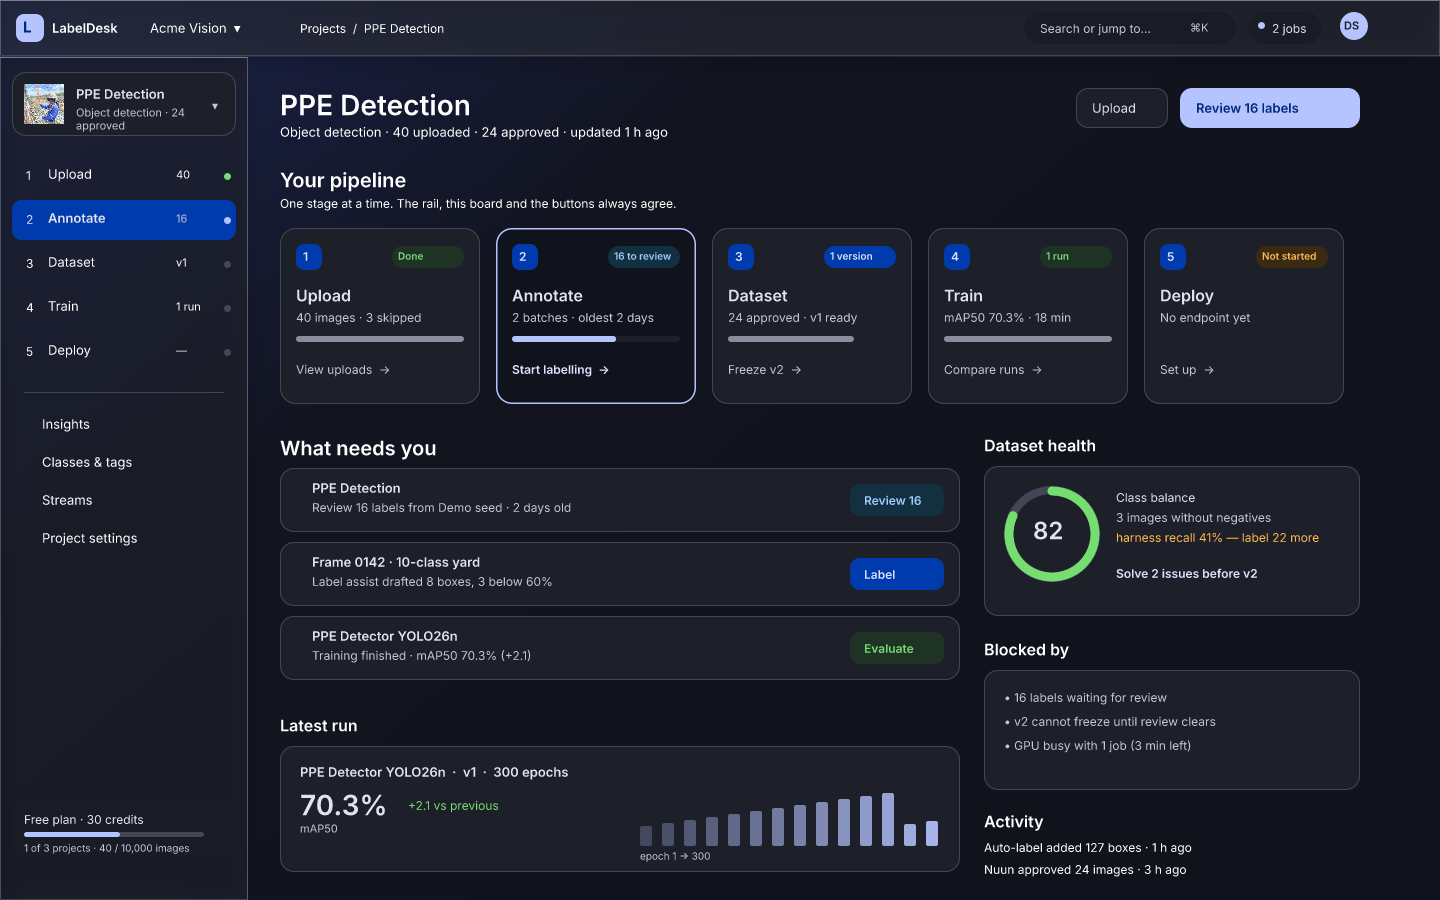 L LabelDesk Acme Vision ▾ Projects / PPE Detection Search or jump to... ⌘K 2 jobs DS
PPE Detection
Object detection · 24
approved
▾
1 Upload 40
2 Annotate 16
3 Dataset v1
4 Train 1 run
5 Deploy —
Insights
Classes & tags
Streams
Project settings
Free plan · 30 credits
1 of 3 projects · 40 / 10,000 images
PPE Detection
Object detection · 40 uploaded · 24 approved · updated 1 h ago
Upload
Review 16 labels
Your pipeline
One stage at a time. The rail, this board and the buttons always agree.
1 Done
Upload
40 images · 3 skipped
View uploads →
2 16 to review
Annotate
2 batches · oldest 2 days
Start labelling →
3 1 version
Dataset
24 approved · v1 ready
Freeze v2 →
4 1 run
Train
mAP50 70.3% · 18 min
Compare runs →
5 Not started
Deploy
No endpoint yet
Set up →
What needs you
PPE Detection
Review 16 labels from Demo seed · 2 days old
Review 16
Frame 0142 · 10-class yard
Label assist drafted 8 boxes, 3 below 60%
Label
PPE Detector YOLO26n
Training finished · mAP50 70.3% (+2.1)
Evaluate
Latest run
PPE Detector YOLO26n · v1 · 300 epochs
70.3% +2.1 vs previous
mAP50
epoch 1 → 300
Dataset health
82
Class balance
3 images without negatives
harness recall 41% — label 22 more
Solve 2 issues before v2
Blocked by
• 16 labels waiting for review
• v2 cannot freeze until review clears
• GPU busy with 1 job (3 min left)
Activity
Auto-label added 127 boxes · 1 h ago
Nuun approved 24 images · 3 h ago